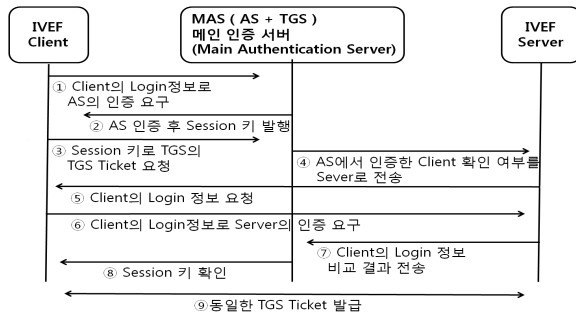 IVEF
Client
MAS ( AS + TGS )
메인 인증 서버
(Main Authentication Server)
IVEF
Server
① Client의 Login정보로
AS의 인증 요구
② AS 인증 후 Session 키 발행
③ Session 키로 TGS의
TGS Ticket 요청
④ AS에서 인증한 Client 확인 여부를
Sever로 전송
⑤ Client의 Login 정보 요청
⑥ Client의 Login정보로 Server의 인증 요구
⑦ Client의 Login 정보
비교 결과 전송
⑧ Session 키 확인
⑨동일한 TGS Ticket 발급